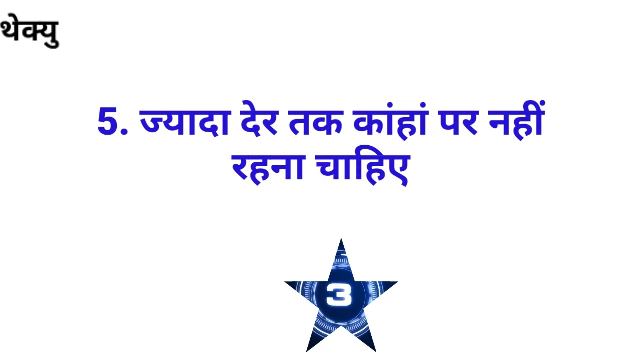 थेक्यु
5. ज्यादा देर तक कांहां पर नहीं
रहना चाहिए
3